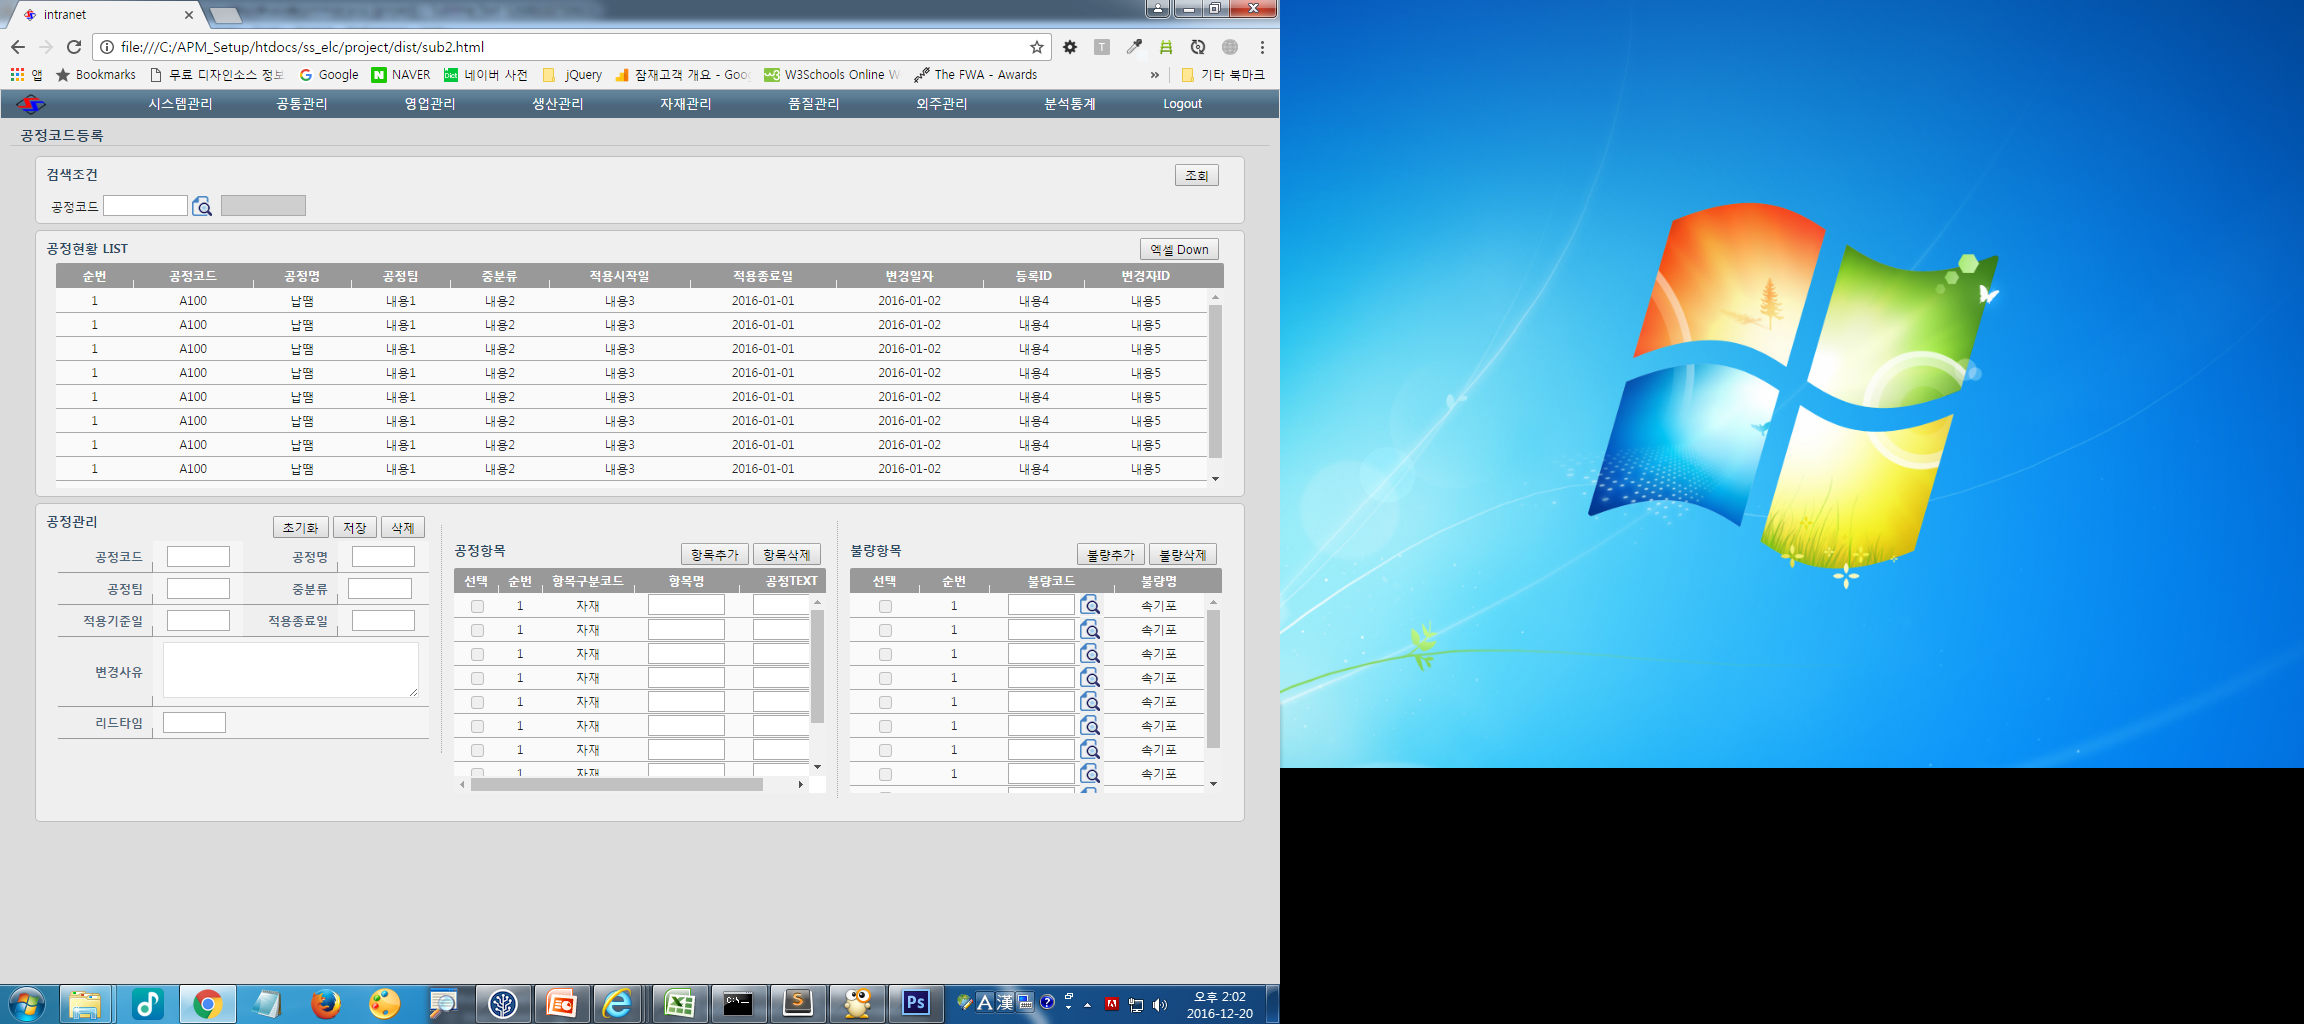 intranet
file:///C:/APM_Setup/htdocs/ss_elc/project/dist/sub2.html
앱 Bookmarks 무료 디자인소스 정보 Google NAVER 네이버 사전 jQuery 잠재고객 개요 - Goo W3Schools Online W The FWA - Awards » 기타 북마크
시스템관리 공통관리 영업관리 생산관리 자재관리 품질관리 외주관리 분석통계 Logout
공정코드등록
검색조건 조회
공정코드
공정현황 LIST 엑셀 Down
순번 공정코드 공정명 공정팀 중분류 적용시작일 적용종료일 변경일자 등록ID 변경자ID
1 A100 납땜 내용1 내용2 내용3 2016-01-01 2016-01-02 내용4 내용5
1 A100 납땜 내용1 내용2 내용3 2016-01-01 2016-01-02 내용4 내용5
1 A100 납땜 내용1 내용2 내용3 2016-01-01 2016-01-02 내용4 내용5
1 A100 납땜 내용1 내용2 내용3 2016-01-01 2016-01-02 내용4 내용5
1 A100 납땜 내용1 내용2 내용3 2016-01-01 2016-01-02 내용4 내용5
1 A100 납땜 내용1 내용2 내용3 2016-01-01 2016-01-02 내용4 내용5
1 A100 납땜 내용1 내용2 내용3 2016-01-01 2016-01-02 내용4 내용5
1 A100 납땜 내용1 내용2 내용3 2016-01-01 2016-01-02 내용4 내용5
공정관리 초기화 저장 삭제
공정코드 공정명
공정팀 중분류
적용기준일 적용종료일
변경사유
리드타임
공정항목 항목추가 항목삭제
선택 순번 항목구분코드 항목명 공정TEXT
1 자재
1 자재
1 자재
1 자재
1 자재
1 자재
1 자재
1 자재
불량항목 불량추가 불량삭제
선택 순번 불량코드 불량명
1 속기포
1 속기포
1 속기포
1 속기포
1 속기포
1 속기포
1 속기포
1 속기포
Ps A 漢 오후 2:02
2016-12-20